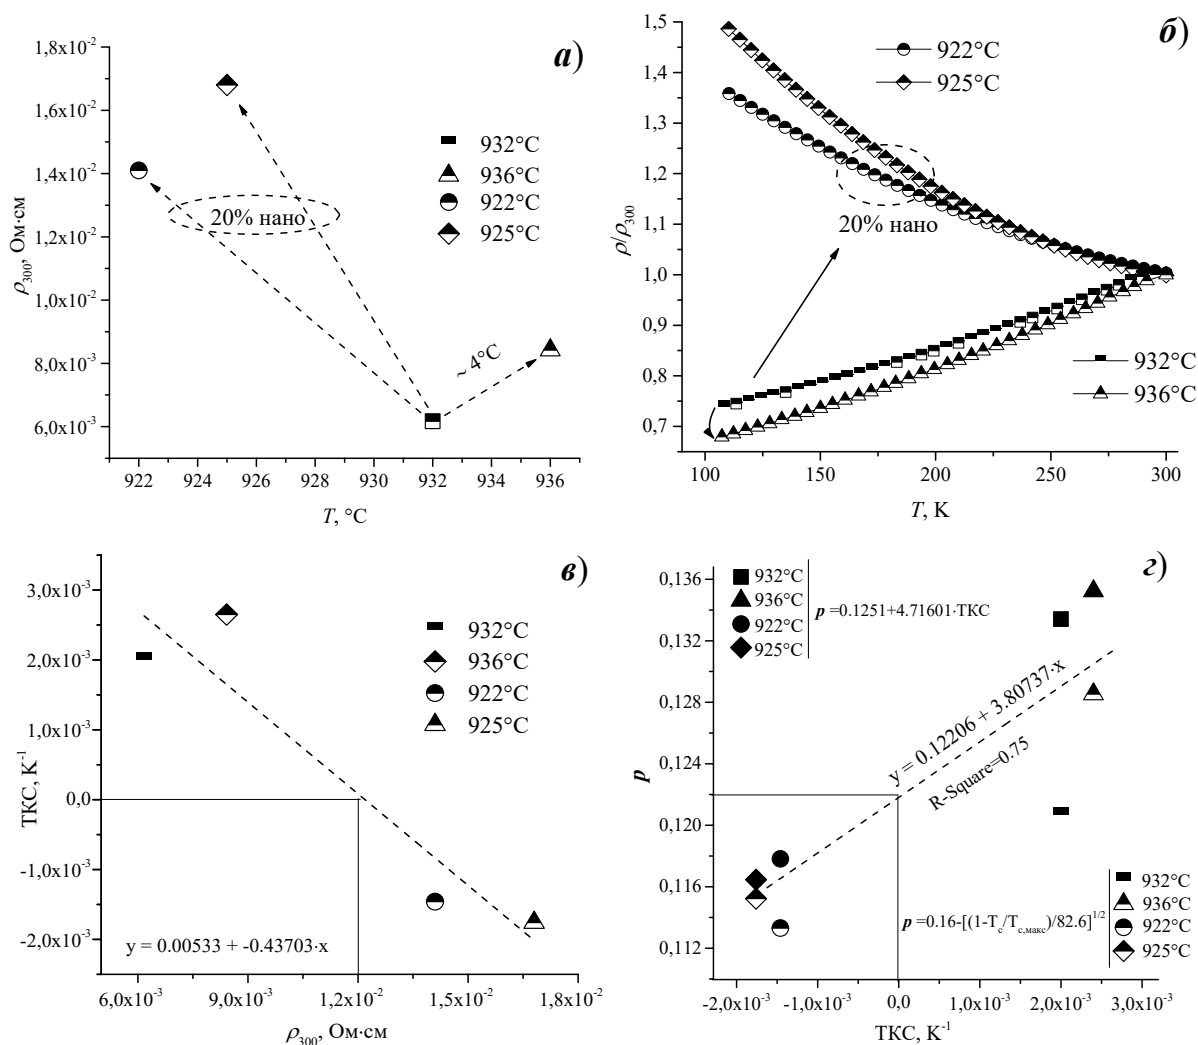 а)
1,8x10⁻²
1,6x10⁻²
1,4x10⁻²
1,2x10⁻²
1,0x10⁻²
8,0x10⁻³
6,0x10⁻³
ρ₃₀₀, Ом·см
932°C
936°C
922°C
925°C
20% нано
~ 4°C
922 924 926 928 930 932 934 936
T, °C
б)
1,5
1,4
1,3
1,2
1,1
1,0
0,9
0,8
0,7
ρ/ρ₃₀₀
922°C
925°C
20% нано
932°C
936°C
100 150 200 250 300
T, K
в)
3,0x10⁻³
2,0x10⁻³
1,0x10⁻³
0,0
-1,0x10⁻³
-2,0x10⁻³
ТКС, K⁻¹
932°C
936°C
922°C
925°C
y = 0.00533 + -0.43703·x
6,0x10⁻³ 9,0x10⁻³ 1,2x10⁻² 1,5x10⁻² 1,8x10⁻²
ρ₃₀₀, Ом·см
г)
0,136
0,132
0,128
0,124
0,120
0,116
0,112
p
932°C
936°C
922°C
925°C
p =0.1251+4.71601·ТКС
y = 0.12206 + 3.80737·x
R-Square=0.75
p =0.16-[(1-T_c/T_c,макс)/82.6]^1/2
932°C
936°C
922°C
925°C
-2,0x10⁻³ -1,0x10⁻³ 0,0 1,0x10⁻³ 2,0x10⁻³ 3,0x10⁻³
ТКС, K⁻¹